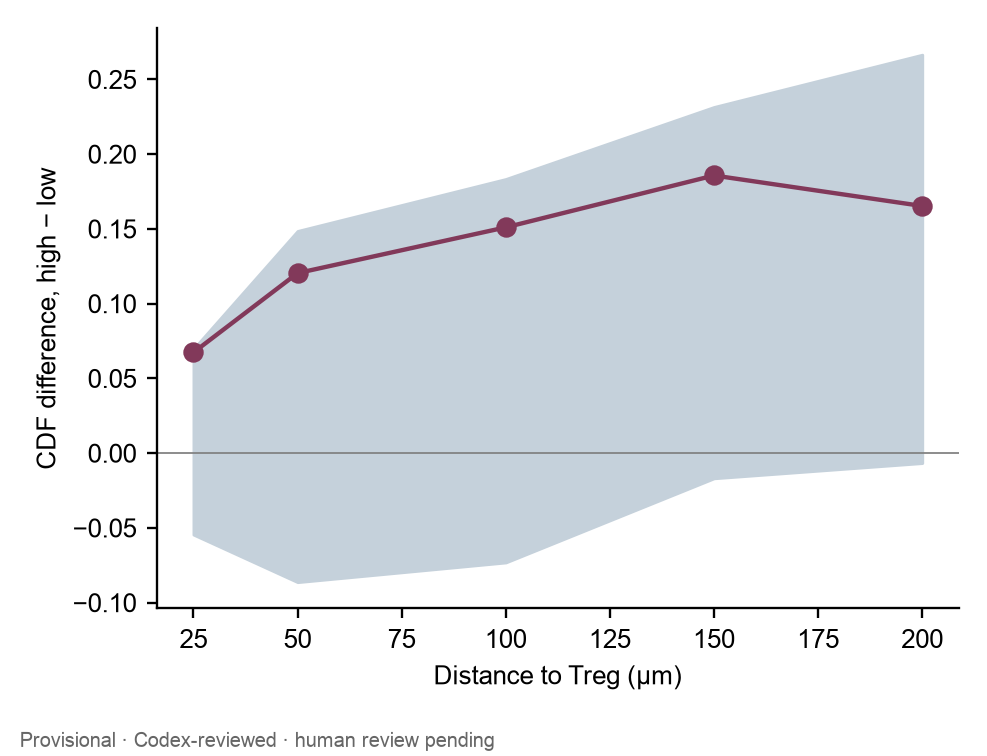 CDF difference, high − low
0.25
0.20
0.15
0.10
0.05
0.00
−0.05
−0.10
25 50 75 100 125 150 175 200
Distance to Treg (μm)
Provisional · Codex-reviewed · human review pending